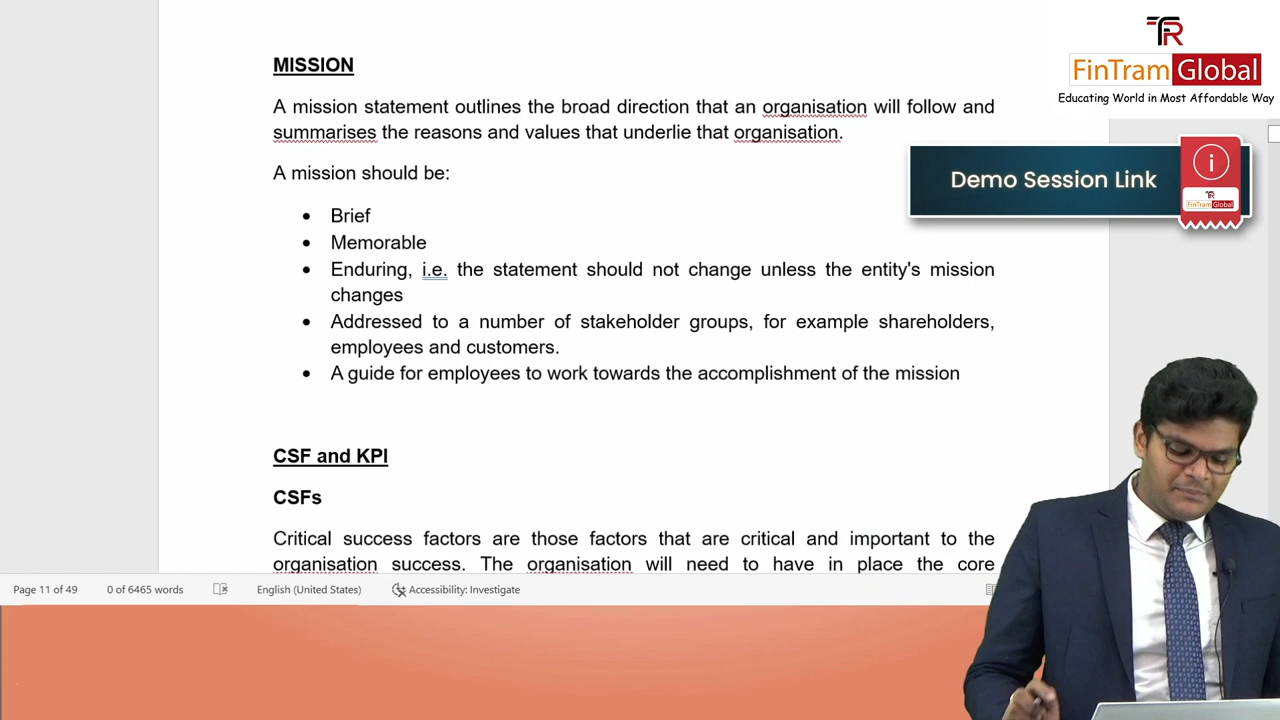 MISSION
A mission statement outlines the broad direction that an organisation will follow and
summarises the reasons and values that underlie that organisation.
A mission should be:
• Brief
• Memorable
• Enduring, i.e. the statement should not change unless the entity's mission
changes
• Addressed to a number of stakeholder groups, for example shareholders,
employees and customers.
• A guide for employees to work towards the accomplishment of the mission
CSF and KPI
CSFs
Critical success factors are those factors that are critical and important to the
organisation success. The organisation will need to have in place the core
Page 11 of 49 0 of 6465 words English (United States) Accessibility: Investigate
TR
FinTram Global
Educating World in Most Affordable Way
Demo Session Link
i
TR
FinTram Global